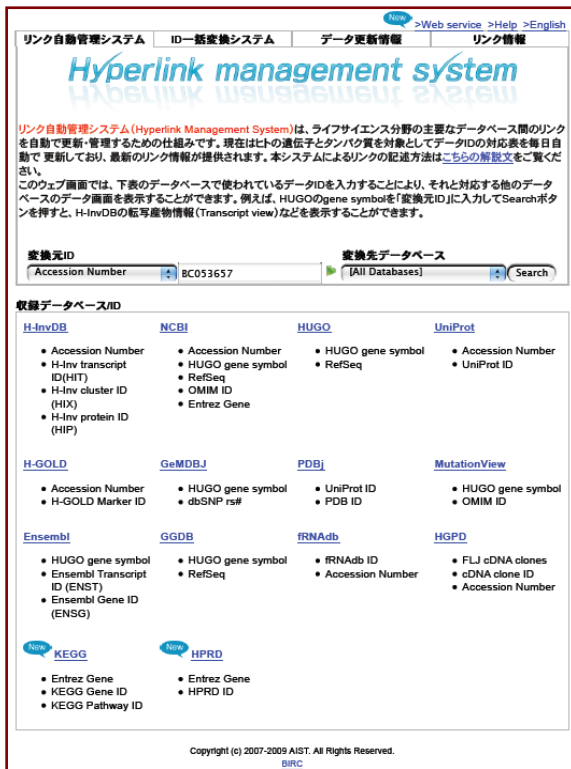 New >Web service >Help >English
リンク自動管理システム ID一括変換システム データ更新情報 リンク情報
Hyperlink management system
リンク自動管理システム(Hyperlink Management System)は、ライフサイエンス分野の主要なデータベース間のリンク
を自動で更新・管理するための仕組みです。現在はヒトの遺伝子とタンパク質を対象としてデータIDの対応表を毎日自
動で 更新しており、最新のリンク情報が提供されます。本システムによるリンクの記述方法はこちらの解説文をご覧くだ
さい。
このウェブ画面では、下表のデータベースで使われているデータIDを入力することにより、それと対応する他のデータ
ベースのデータ画面を表示することができます。例えば、HUGOのgene symbolを「変換元ID」に入力してSearchボタ
ンを押すと、H-InvDBの転写産物情報(Transcript view)などを表示することができます。
変換元ID 変換先データベース
Accession Number BC053657 [All Databases] Search
収録データベース/ID
H-InvDB NCBI HUGO UniProt
• Accession Number • Accession Number • HUGO gene symbol • Accession Number
• H-Inv transcript • HUGO gene symbol • RefSeq • UniProt ID
ID(HIT) • RefSeq
• H-Inv cluster ID • OMIM ID
(HIX) • Entrez Gene
• H-Inv protein ID
(HIP)
H-GOLD GeMDBJ PDBj MutationView
• Accession Number • HUGO gene symbol • UniProt ID • HUGO gene symbol
• H-GOLD Marker ID • dbSNP rs# • PDB ID • OMIM ID
Ensembl GGDB fRNAdb HGPD
• HUGO gene symbol • HUGO gene symbol • fRNAdb ID • FLJ cDNA clones
• Ensembl Transcript • RefSeq • Accession Number • cDNA clone ID
ID (ENST) • Accession Number
• Ensembl Gene ID
(ENSG)
New KEGG New HPRD
• Entrez Gene • Entrez Gene
• KEGG Gene ID • HPRD ID
• KEGG Pathway ID
Copyright (c) 2007-2009 AIST. All Rights Reserved.
BIRC